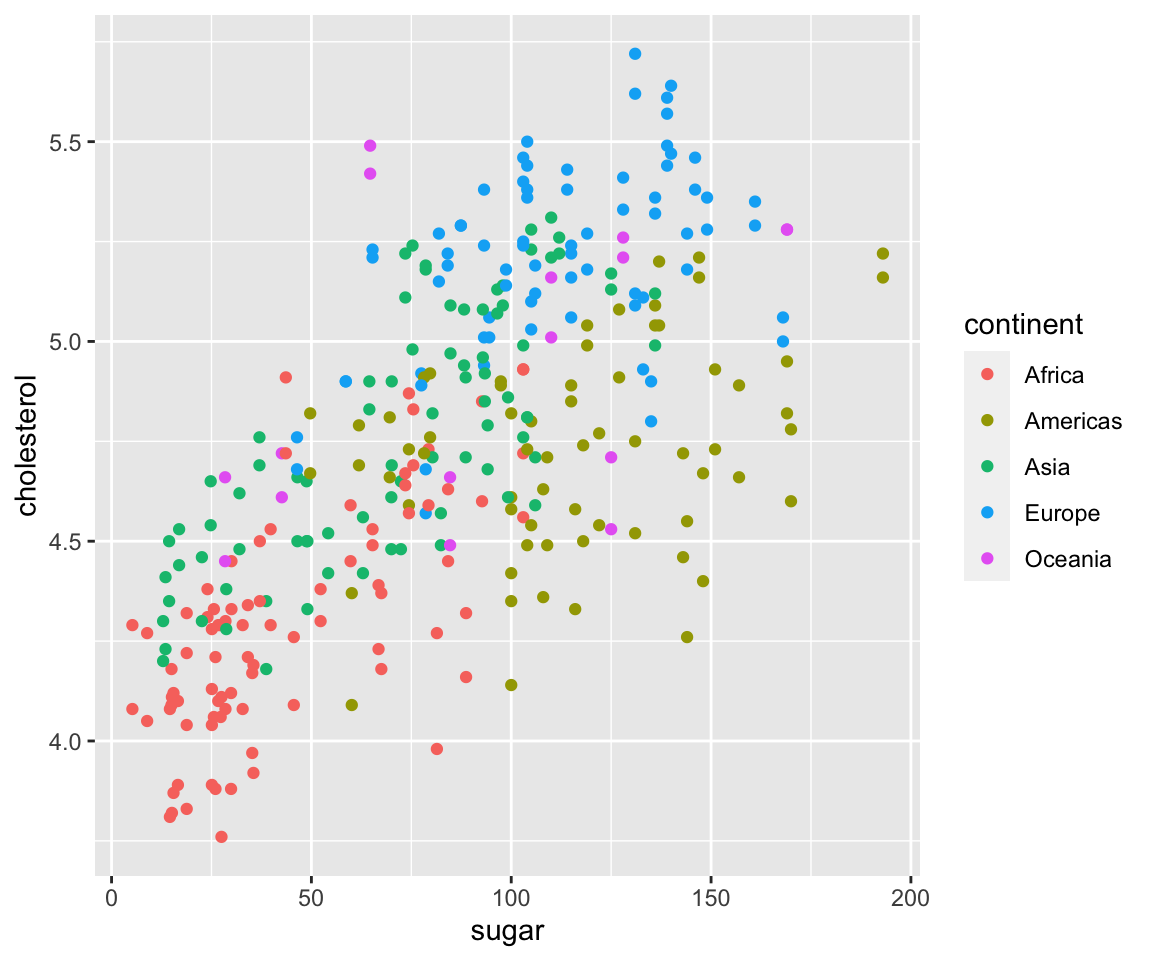 5.5
5.0
4.5
4.0
cholesterol
0 50 100 150 200
sugar
continent
Africa
Americas
Asia
Europe
Oceania